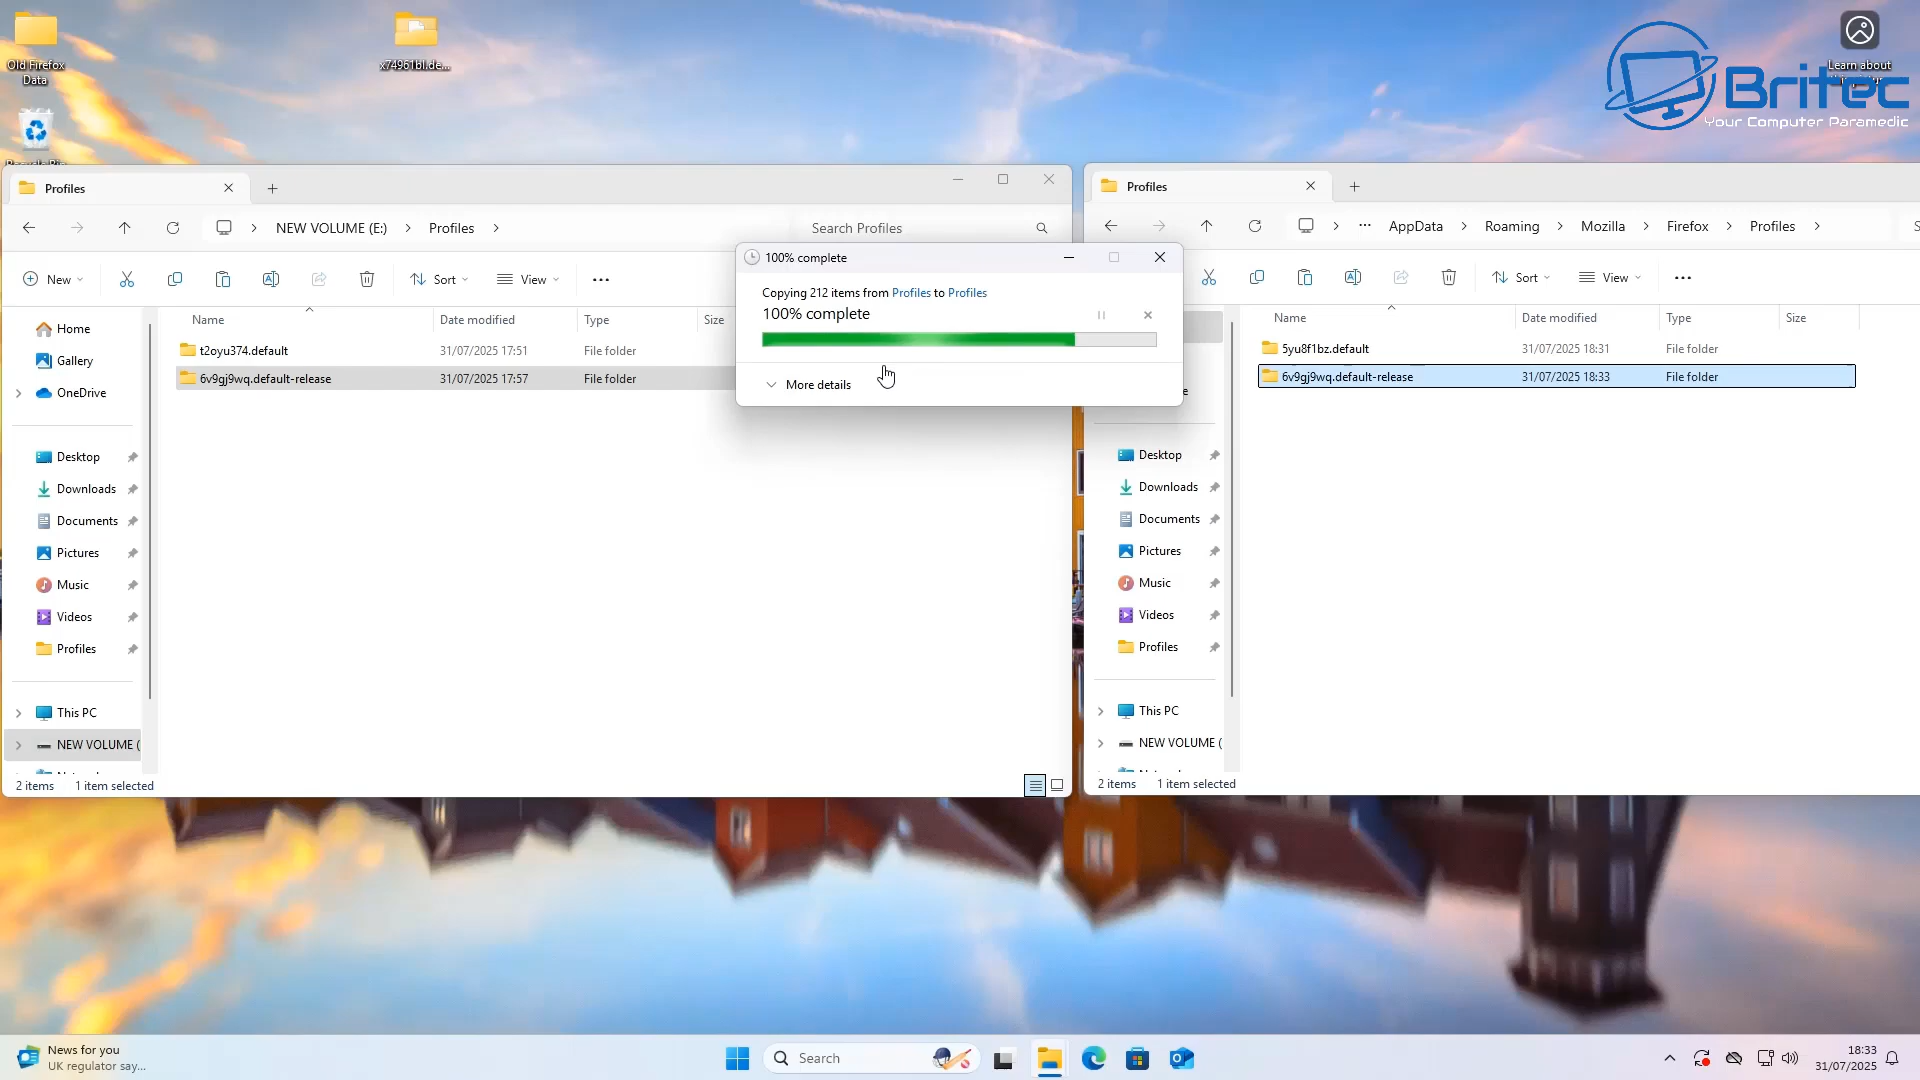 Old Firefox
Data
x74961bl.de...
Learn about
Britec
Your Computer Paramedic
Profiles
NEW VOLUME (E:)
Profiles
Search Profiles
New
Sort
View
Name
Date modified
Type
Size
t2oyu374.default
31/07/2025 17:51
File folder
6v9gj9wq.default-release
31/07/2025 17:57
File folder
Home
Gallery
OneDrive
Desktop
Downloads
Documents
Pictures
Music
Videos
Profiles
This PC
NEW VOLUME (
2 items
1 item selected
100% complete
Copying 212 items from Profiles to Profiles
100% complete
More details
Profiles
AppData
Roaming
Mozilla
Firefox
Profiles
Sort
View
Name
Date modified
Type
Size
5yu8f1bz.default
31/07/2025 18:31
File folder
6v9gj9wq.default-release
31/07/2025 18:33
File folder
Desktop
Downloads
Documents
Pictures
Music
Videos
Profiles
This PC
NEW VOLUME (
2 items
1 item selected
News for you
UK regulator say...
Search
18:33
31/07/2025